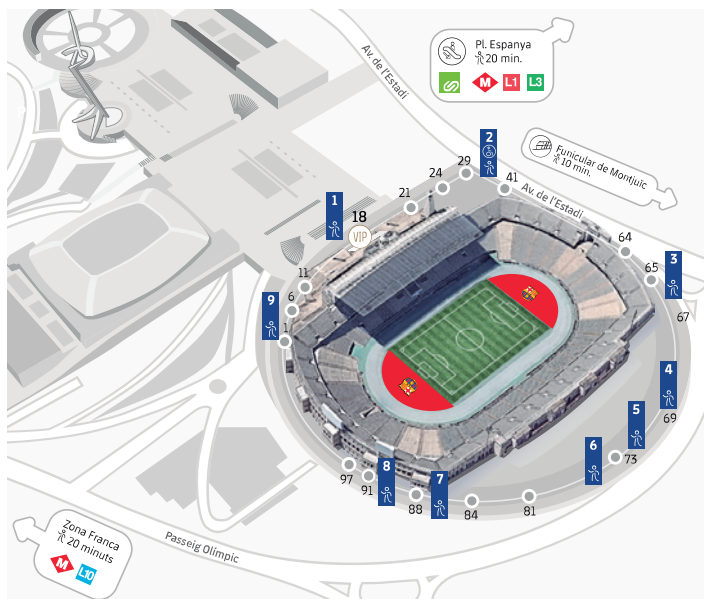 Pl. Espanya
20 min.
M L1 L3
Av. de l'Estadi
Funicular de Montjuïc
10 min.
Av. de l'Estadi
2
29
24
41
21
1
18
VIP
64
3
65
67
11
6
9
1
4
69
5
6
73
8
7
97
91
88
84
81
Passeig Olímpic
Zona Franca
20 minuts
M L10